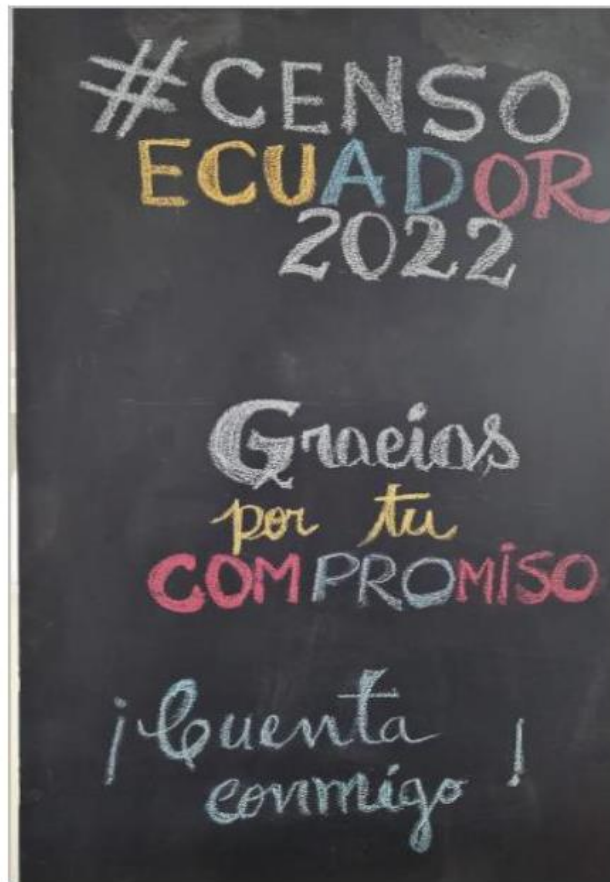 #CENSO
ECUADOR
2022
Gracias
por tu
COMPROMISO
¡Cuenta
conmigo!